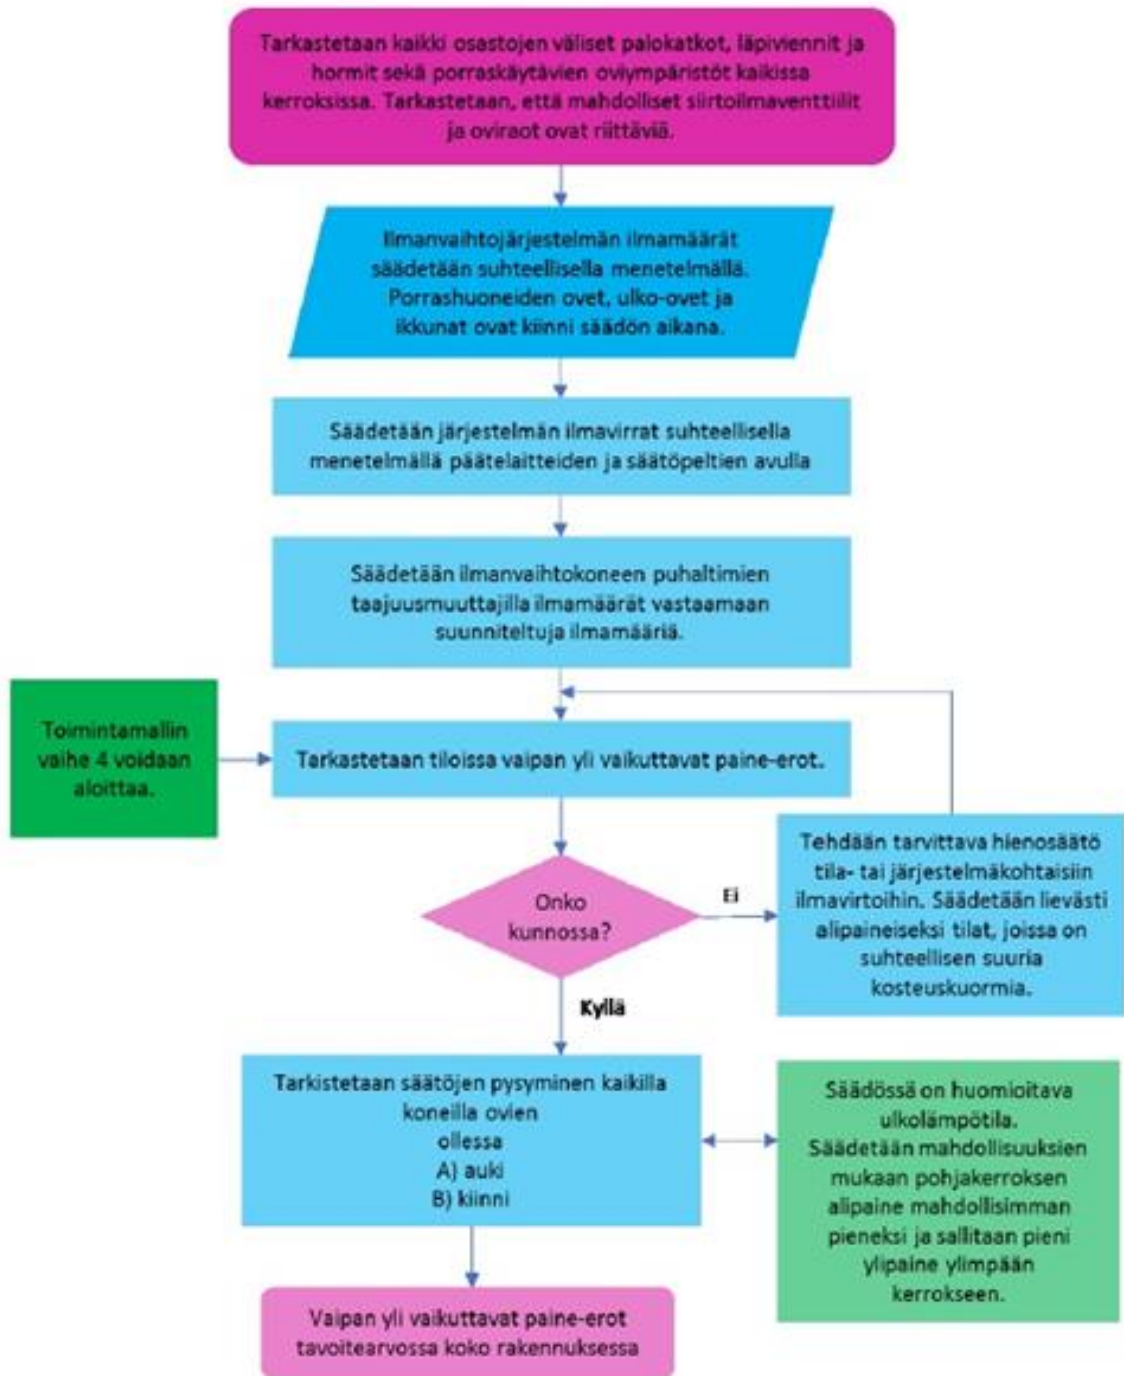 Tarkastetaan kaikki osastojen väliset palokatkot, läpiviennit ja
hormit sekä porraskäytävien oviympäristöt kaikissa
kerroksissa. Tarkastetaan, että mahdolliset siirtoilmaventtiilit
ja oviraot ovat riittäviä.
Ilmanvaihtojärjestelmän ilmamäärät
säädetään suhteellisella menetelmällä.
Porrashuoneiden ovet, ulko-ovet ja
ikkunat ovat kiinni säädön aikana.
Säädetään järjestelmän ilmavirrat suhteellisella
menetelmällä päätelaitteiden ja säätöpeltien avulla
Säädetään ilmanvaihtokoneen puhaltimien
taajuusmuuttajilla ilmamäärät vastaamaan
suunniteltuja ilmamääriä.
Toimintamallin
vaihe 4 voidaan
aloittaa.
Tarkastetaan tiloissa vaipan yli vaikuttavat paine-erot.
Onko
kunnossa?
Ei
Tehdään tarvittava hienosäätö
tila- tai järjestelmäkohtaisiin
ilmavirtoihin. Säädetään lievästi
alipaineiseksi tilat, joissa on
suhteellisen suuria
kosteuskuormia.
Kyllä
Tarkistetaan säätöjen pysyminen kaikilla
koneilla ovien
ollessa
A) auki
B) kiinni
Säädössä on huomioitava
ulkolämpötila.
Säädetään mahdollisuuksien
mukaan pohjakerroksen
alipaine mahdollisimman
pieneksi ja sallitaan pieni
ylipaine ylimpään
kerrokseen.
Vaipan yli vaikuttavat paine-erot
tavoitearvossa koko rakennuksessa